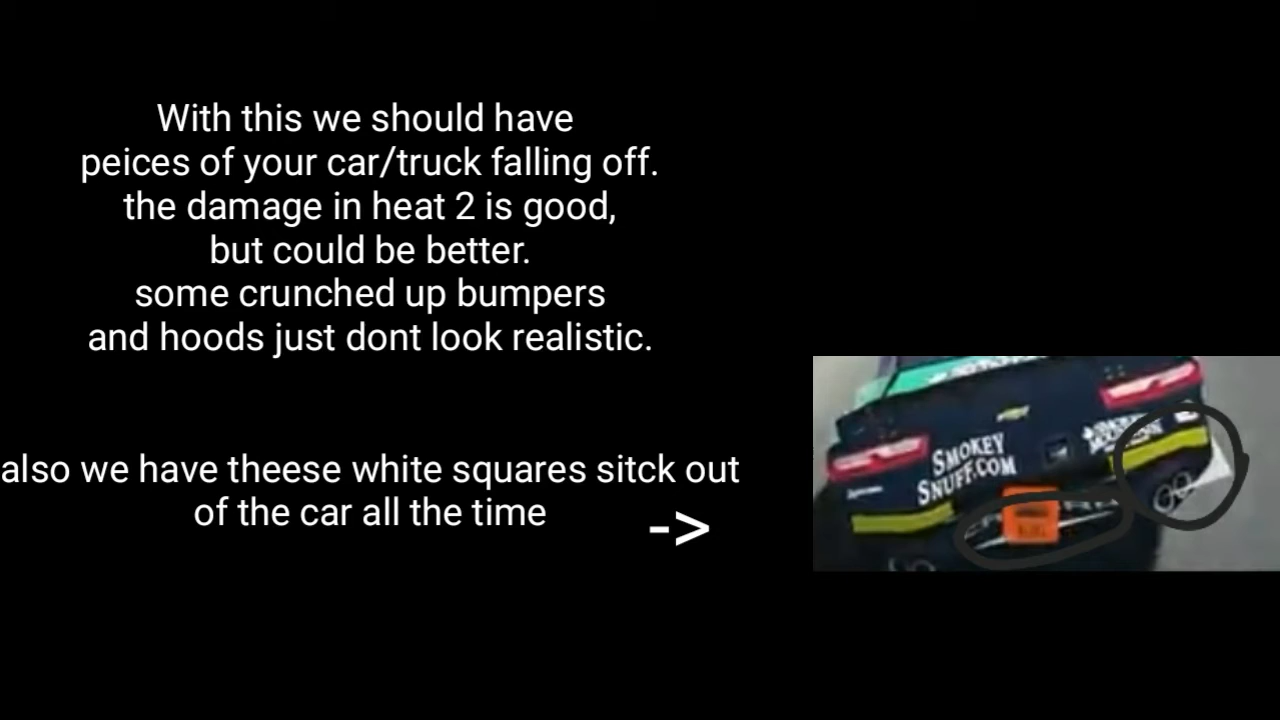 With this we should have
peices of your car/truck falling off.
the damage in heat 2 is good,
but could be better.
some crunched up bumpers
and hoods just dont look realistic.
also we have theese white squares sitck out
of the car all the time
->
SMOKEY
SNUFF.COM